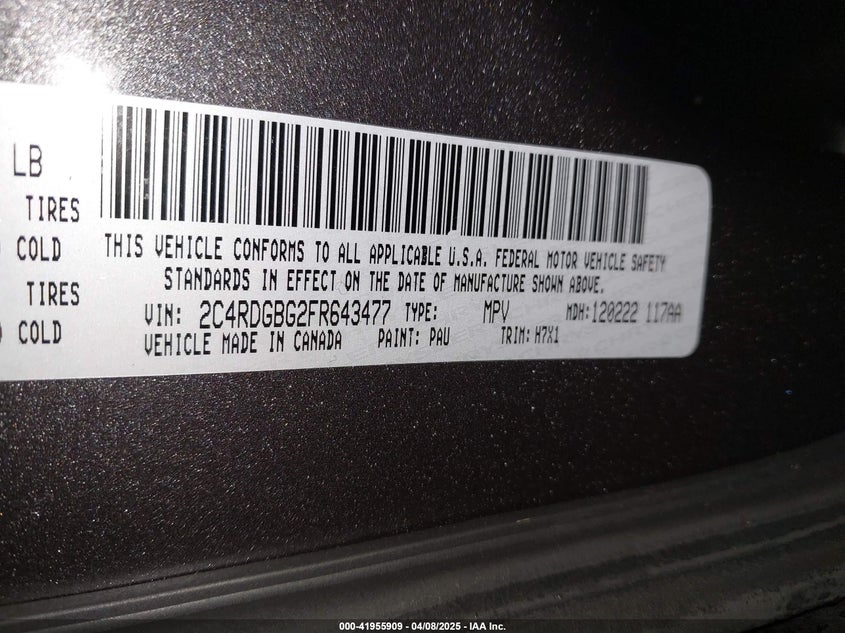 LB
TIRES
COLD
TIRES
COLD
THIS VEHICLE CONFORMS TO ALL APPLICABLE U.S.A. FEDERAL MOTOR VEHICLE SAFETY
STANDARDS IN EFFECT ON THE DATE OF MANUFACTURE SHOWN ABOVE.
VIN: 2C4RDGBG2FR643477 TYPE: MPV MDH:120222 117AA
VEHICLE MADE IN CANADA PAINT: PAU TRIM: H7X1
000-41955909 / 04/08/2025 - IAA Inc.